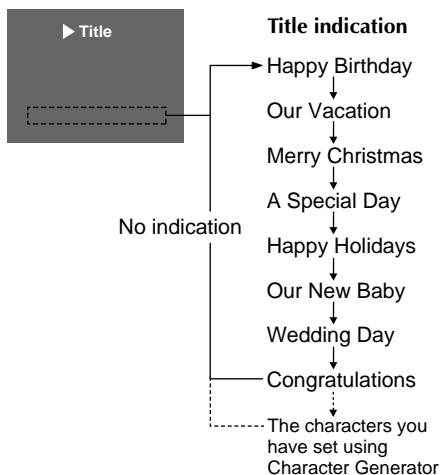 ▶ Title
Title indication
Happy Birthday
Our Vacation
Merry Christmas
A Special Day
No indication
Happy Holidays
Our New Baby
Wedding Day
Congratulations
The characters you
have set using
Character Generator